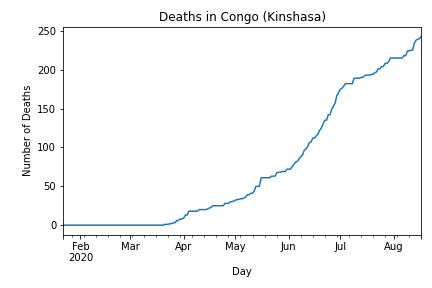 Deaths in Congo (Kinshasa)
Number of Deaths
250
200
150
100
50
0
Feb Mar Apr May Jun Jul Aug
2020
Day